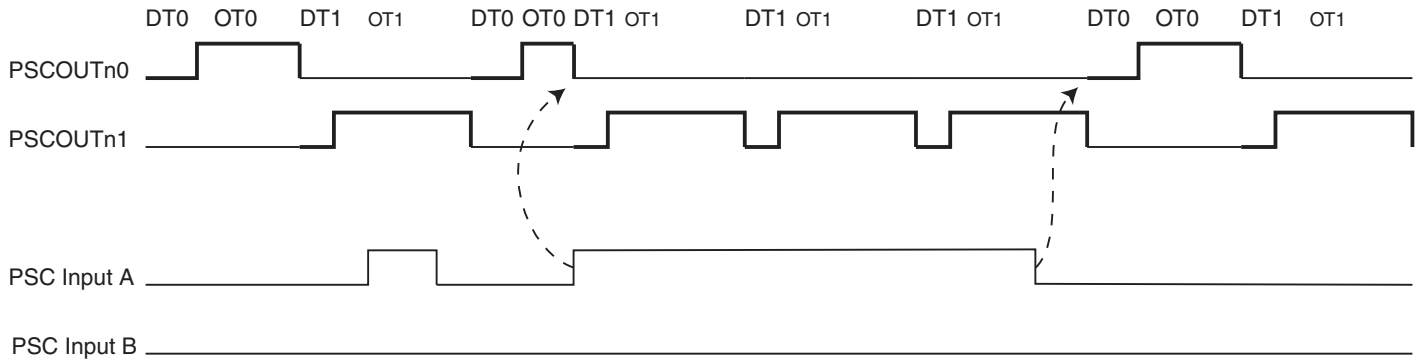 DT0 OT0 DT1 OT1 DT0 OT0 DT1 OT1 DT1 OT1 DT1 OT1 DT0 OT0 DT1 OT1
PSCOUTn0
PSCOUTn1
PSC Input A
PSC Input B